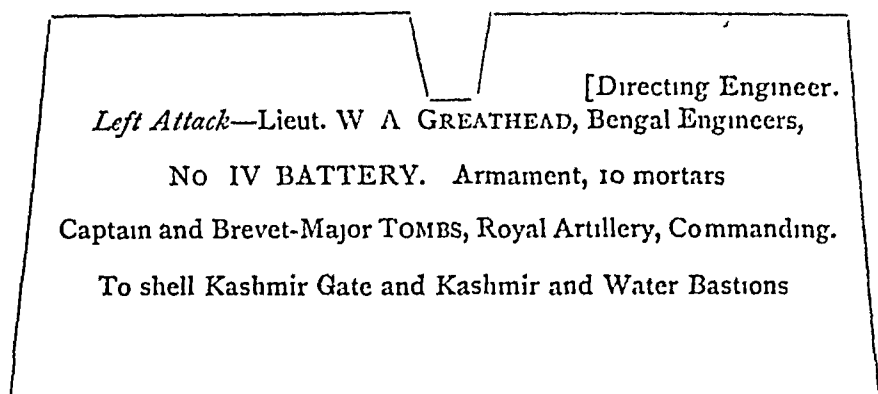 [Directing Engineer.
Left Attack—Lieut. W A GREATHEAD, Bengal Engineers,
No IV BATTERY. Armament, 10 mortars
Captain and Brevet-Major TOMBS, Royal Artillery, Commanding.
To shell Kashmir Gate and Kashmir and Water Bastions